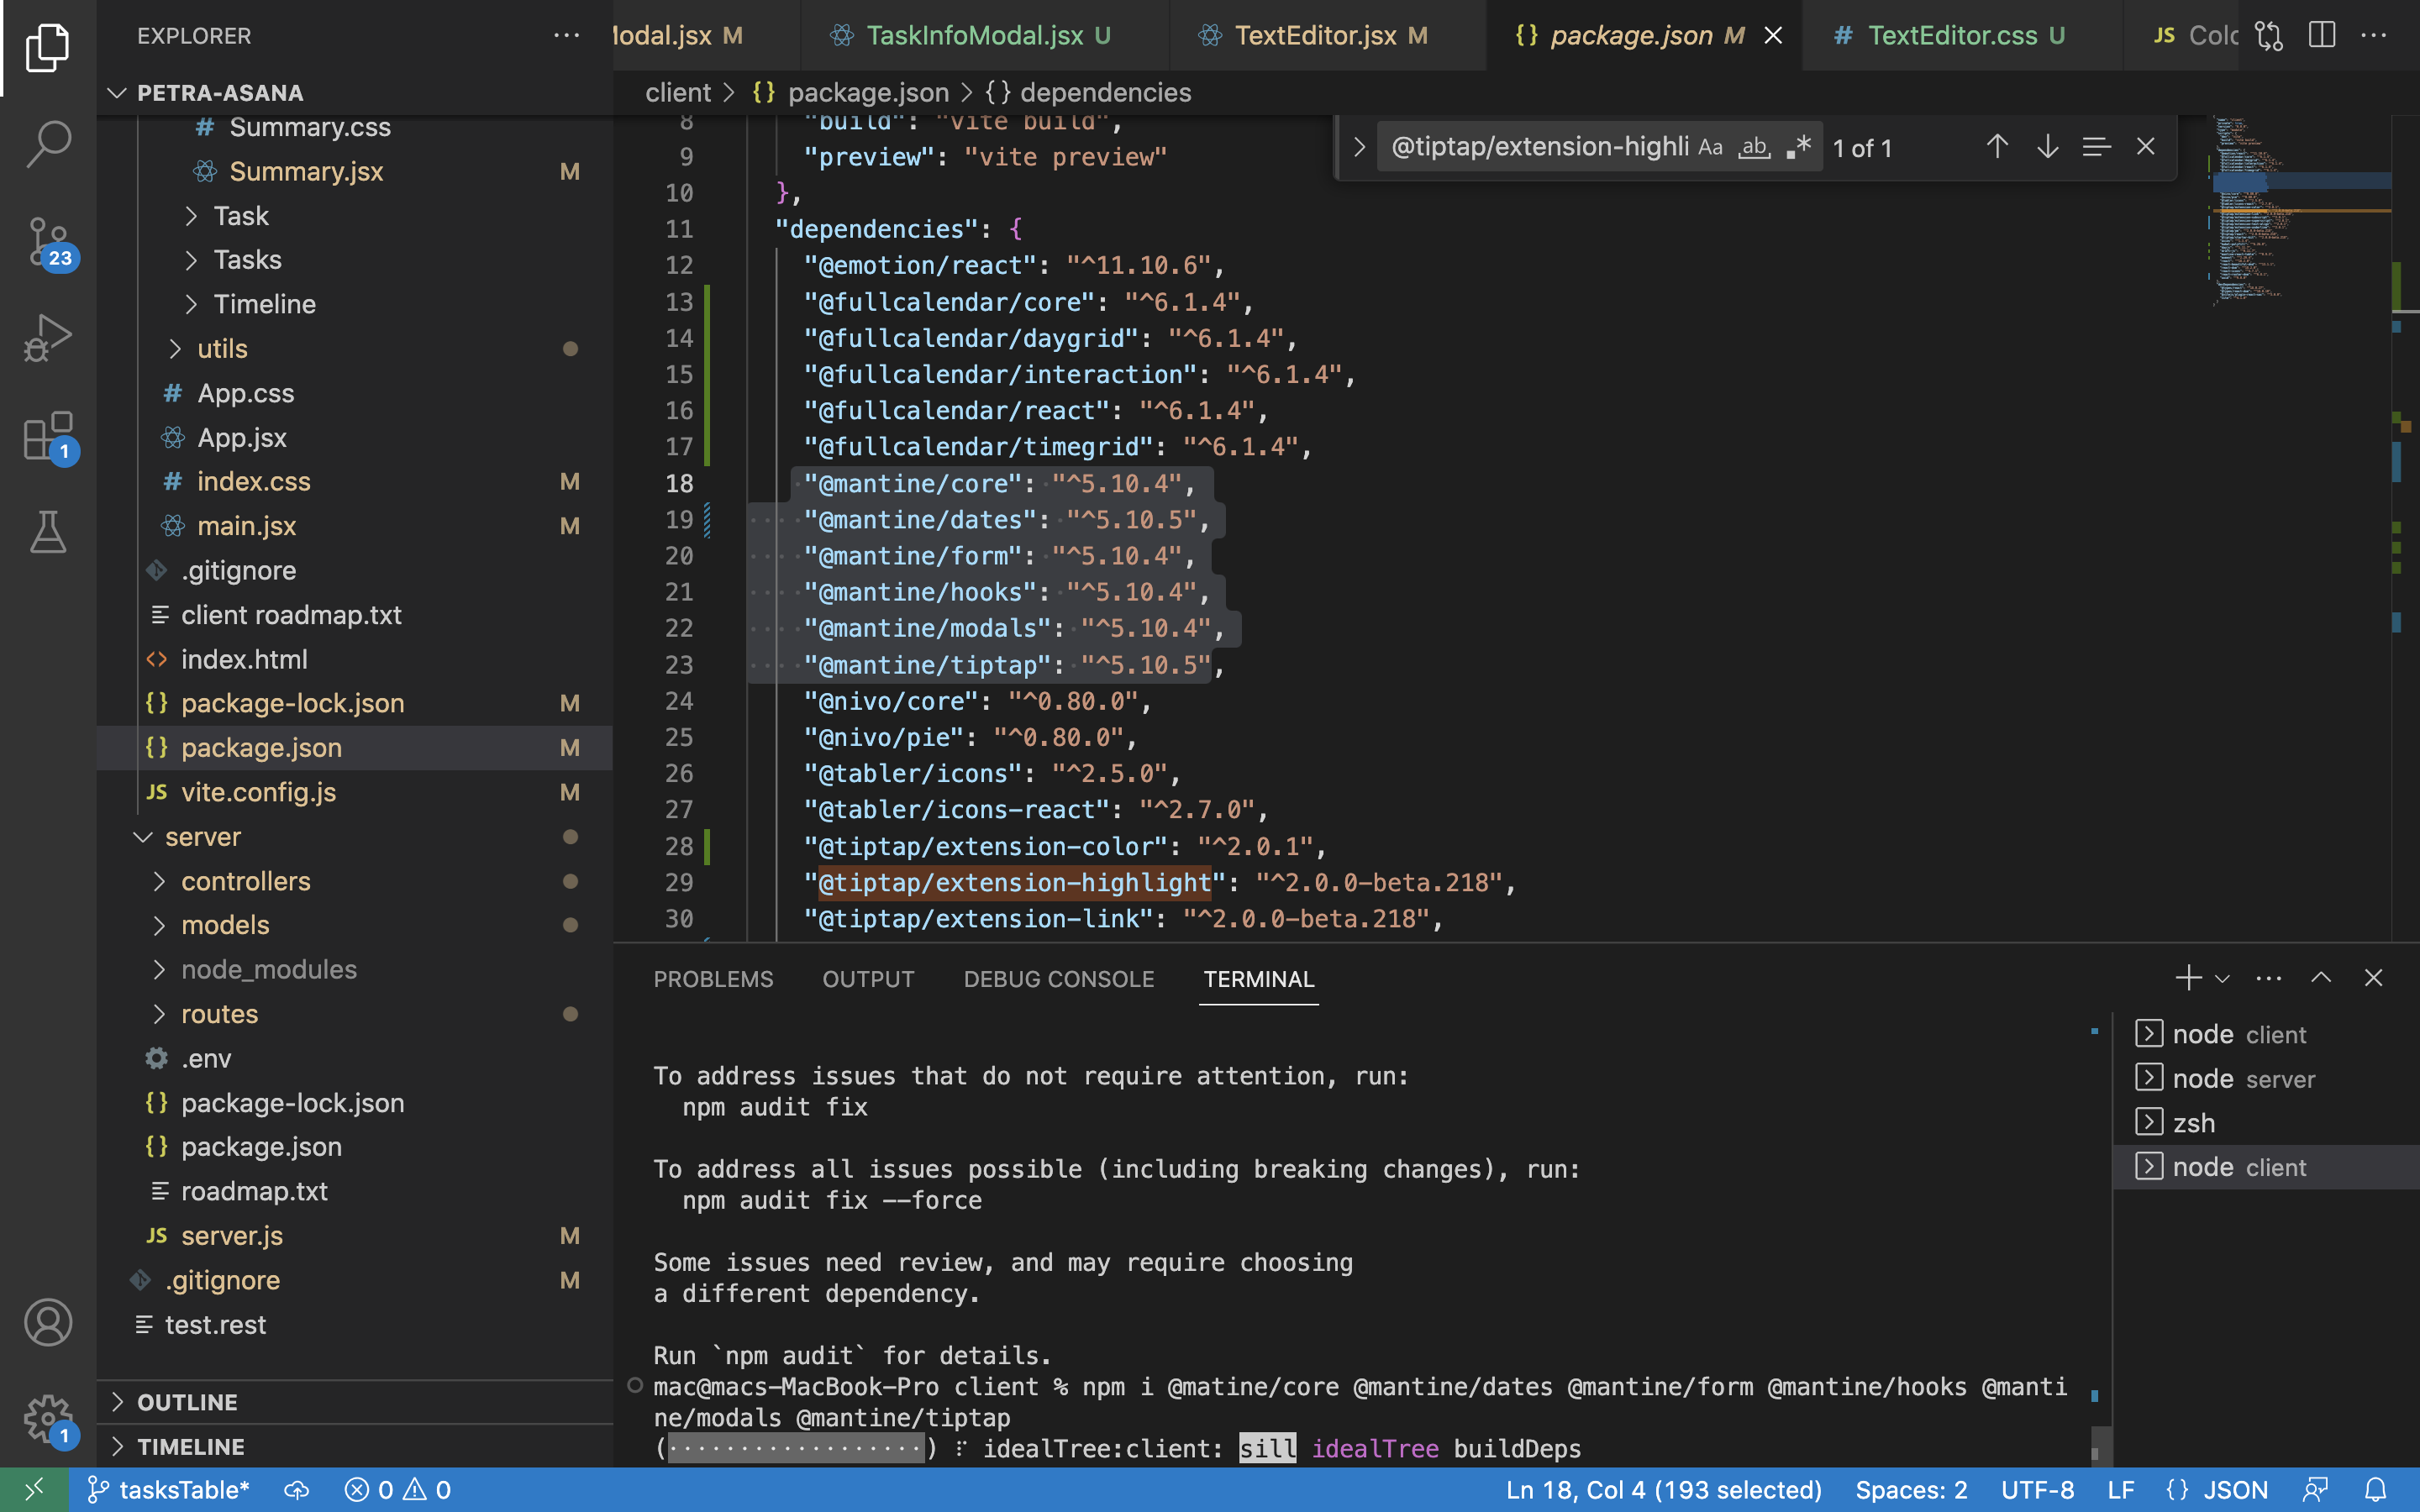 EXPLORER
PETRA-ASANA
# Summary.css
Summary.jsx M
Task
Tasks
Timeline
utils
# App.css
App.jsx
# index.css M
main.jsx M
.gitignore
client roadmap.txt
<> index.html
{} package-lock.json M
{} package.json M
JS vite.config.js M
server
controllers
models
node_modules
routes
.env
{} package-lock.json
{} package.json
roadmap.txt
JS server.js M
.gitignore M
test.rest
OUTLINE
TIMELINE
23
1
1
Modal.jsx M
TaskInfoModal.jsx U
TextEditor.jsx M
{} package.json M
# TextEditor.css U
JS Colo
client > {} package.json > {} dependencies
@tiptap/extension-highli Aa ab .* 1 of 1
8 "build": "vite build",
9 "preview": "vite preview"
10 },
11 "dependencies": {
12 "@emotion/react": "^11.10.6",
13 "@fullcalendar/core": "^6.1.4",
14 "@fullcalendar/daygrid": "^6.1.4",
15 "@fullcalendar/interaction": "^6.1.4",
16 "@fullcalendar/react": "^6.1.4",
17 "@fullcalendar/timegrid": "^6.1.4",
18 "@mantine/core": "^5.10.4",
19 "@mantine/dates": "^5.10.5",
20 "@mantine/form": "^5.10.4",
21 "@mantine/hooks": "^5.10.4",
22 "@mantine/modals": "^5.10.4",
23 "@mantine/tiptap": "^5.10.5",
24 "@nivo/core": "^0.80.0",
25 "@nivo/pie": "^0.80.0",
26 "@tabler/icons": "^2.5.0",
27 "@tabler/icons-react": "^2.7.0",
28 "@tiptap/extension-color": "^2.0.1",
29 "@tiptap/extension-highlight": "^2.0.0-beta.218",
30 "@tiptap/extension-link": "^2.0.0-beta.218",
PROBLEMS OUTPUT DEBUG CONSOLE TERMINAL
To address issues that do not require attention, run:
npm audit fix
To address all issues possible (including breaking changes), run:
npm audit fix --force
Some issues need review, and may require choosing
a different dependency.
Run `npm audit` for details.
mac@macs-MacBook-Pro client % npm i @matine/core @mantine/dates @mantine/form @mantine/hooks @manti
ne/modals @mantine/tiptap
(··················) ⠏ idealTree:client: sill idealTree buildDeps
node client
node server
zsh
node client
tasksTable* 0 0 Ln 18, Col 4 (193 selected) Spaces: 2 UTF-8 LF {} JSON